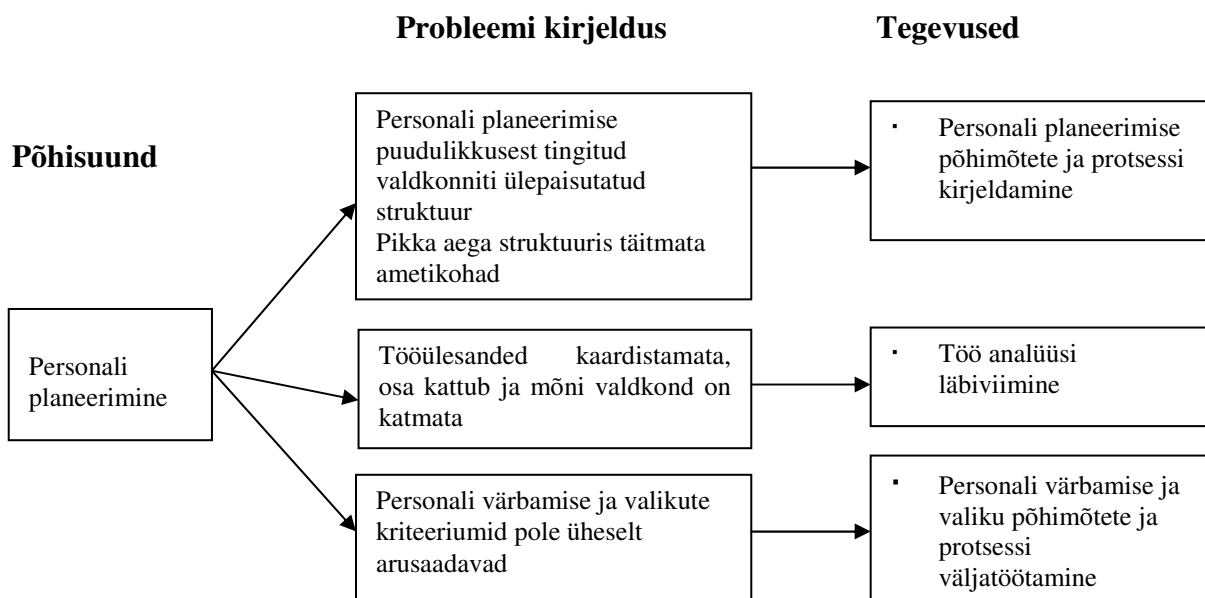 Probleemi kirjeldus
Tegevused
Põhisuund
Personali
planeerimine
Personali planeerimise
puudulikkusest tingitud
valdkonniti ülepaisutatud
struktuur
Pikka aega struktuuris täitmata
ametikohad
▪ Personali planeerimise
põhimõtete ja protsessi
kirjeldamine
Tööülesanded kaardistamata,
osa kattub ja mõni valdkond on
katmata
▪ Töö analüüsi
läbiviimine
Personali värbamise ja valikute
kriteeriumid pole üheselt
arusaadavad
▪ Personali värbamise ja
valiku põhimõtete ja
protsessi
väljatöötamine